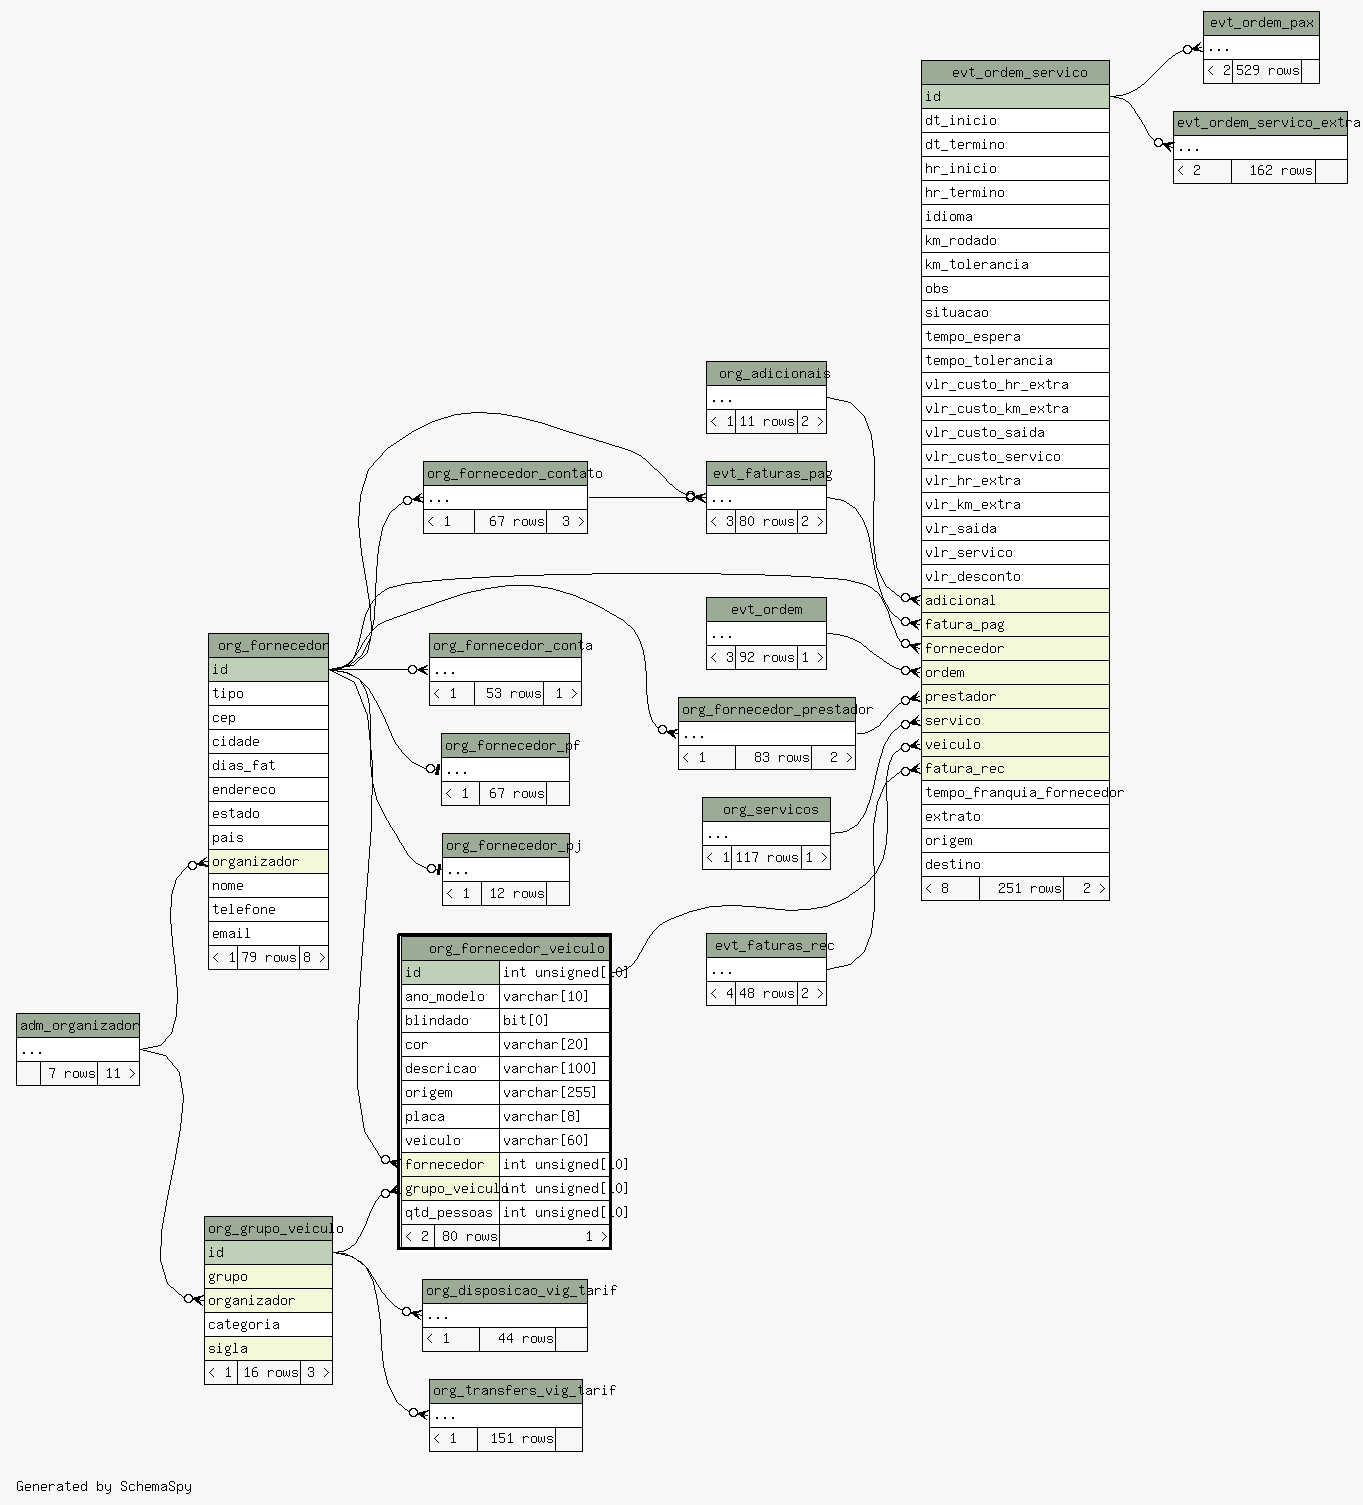 evt_ordem_pax
...
< 2 529 rows
evt_ordem_servico_extra
...
< 2 162 rows
evt_ordem_servico
id
dt_inicio
dt_termino
hr_inicio
hr_termino
idioma
km_rodado
km_tolerancia
obs
situacao
tempo_espera
tempo_tolerancia
vlr_custo_hr_extra
vlr_custo_km_extra
vlr_custo_saida
vlr_custo_servico
vlr_hr_extra
vlr_km_extra
vlr_saida
vlr_servico
vlr_desconto
adicional
fatura_pag
fornecedor
ordem
prestador
servico
veiculo
fatura_rec
tempo_franquia_fornecedor
extrato
origem
destino
< 8 251 rows 2 >
org_adicionais
...
< 1 11 rows 2 >
org_fornecedor_contato
...
< 1 67 rows 3 >
evt_faturas_pag
...
< 3 80 rows 2 >
evt_ordem
...
< 3 92 rows 1 >
org_fornecedor
id
tipo
cep
cidade
dias_fat
endereco
estado
pais
organizador
nome
telefone
email
< 1 79 rows 8 >
org_fornecedor_conta
...
< 1 53 rows 1 >
org_fornecedor_prestador
...
< 1 83 rows 2 >
org_fornecedor_pf
...
< 1 67 rows
org_servicos
...
< 1 117 rows 1 >
org_fornecedor_pj
...
< 1 12 rows
org_fornecedor_veiculo
id int unsigned[10]
ano_modelo varchar[10]
blindado bit[0]
cor varchar[20]
descricao varchar[100]
origem varchar[255]
placa varchar[8]
veiculo varchar[60]
fornecedor int unsigned[10]
grupo_veiculo int unsigned[10]
qtd_pessoas int unsigned[10]
< 2 80 rows 1 >
evt_faturas_rec
...
< 4 48 rows 2 >
adm_organizador
...
7 rows 11 >
org_grupo_veiculo
id
grupo
organizador
categoria
sigla
< 1 16 rows 3 >
org_disposicao_vig_tarif
...
< 1 44 rows
org_transfers_vig_tarif
...
< 1 151 rows
Generated by SchemaSpy